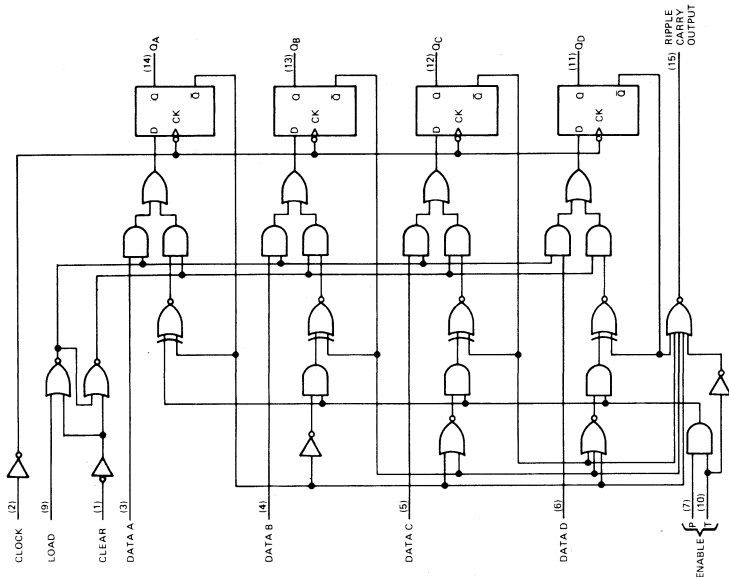 CLOCK (2)
LOAD (9)
CLEAR (1)
DATA A (3)
D Q (14) QA
CK
Q̄
DATA B (4)
D Q (13) QB
CK
Q̄
DATA C (5)
D Q (12) QC
CK
Q̄
DATA D (6)
D Q (11) QD
CK
Q̄
ENABLE { P (7)
T (10)
(15) RIPPLE
CARRY
OUTPUT